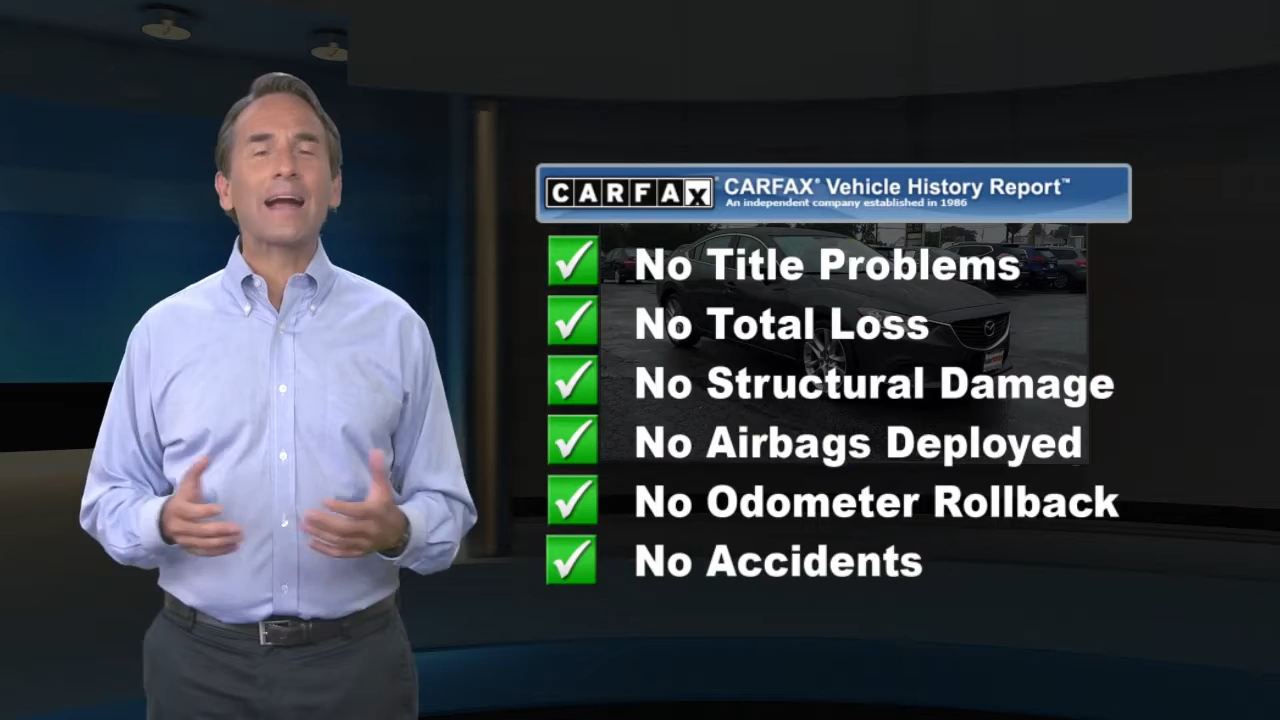 CARFAX® CARFAX® Vehicle History Report™
An independent company established in 1986
No Title Problems
No Total Loss
No Structural Damage
No Airbags Deployed
No Odometer Rollback
No Accidents